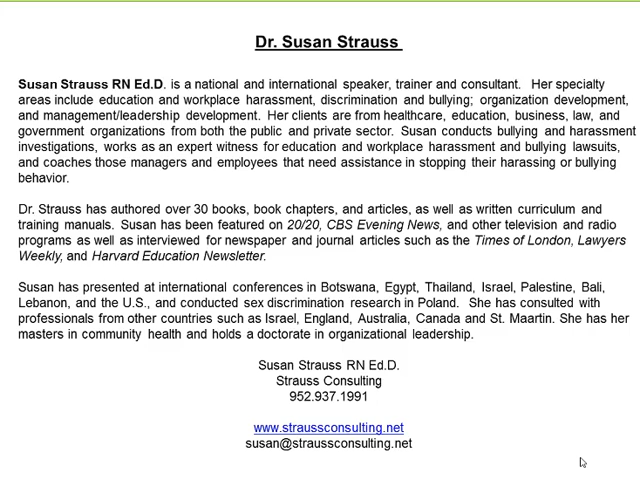 Dr. Susan Strauss
Susan Strauss RN Ed.D. is a national and international speaker, trainer and consultant. Her specialty
areas include education and workplace harassment, discrimination and bullying; organization development,
and management/leadership development. Her clients are from healthcare, education, business, law, and
government organizations from both the public and private sector. Susan conducts bullying and harassment
investigations, works as an expert witness for education and workplace harassment and bullying lawsuits,
and coaches those managers and employees that need assistance in stopping their harassing or bullying
behavior.
Dr. Strauss has authored over 30 books, book chapters, and articles, as well as written curriculum and
training manuals. Susan has been featured on 20/20, CBS Evening News, and other television and radio
programs as well as interviewed for newspaper and journal articles such as the Times of London, Lawyers
Weekly, and Harvard Education Newsletter.
Susan has presented at international conferences in Botswana, Egypt, Thailand, Israel, Palestine, Bali,
Lebanon, and the U.S., and conducted sex discrimination research in Poland. She has consulted with
professionals from other countries such as Israel, England, Australia, Canada and St. Maartin. She has her
masters in community health and holds a doctorate in organizational leadership.
Susan Strauss RN Ed.D.
Strauss Consulting
952.937.1991
www.straussconsulting.net
susan@straussconsulting.net